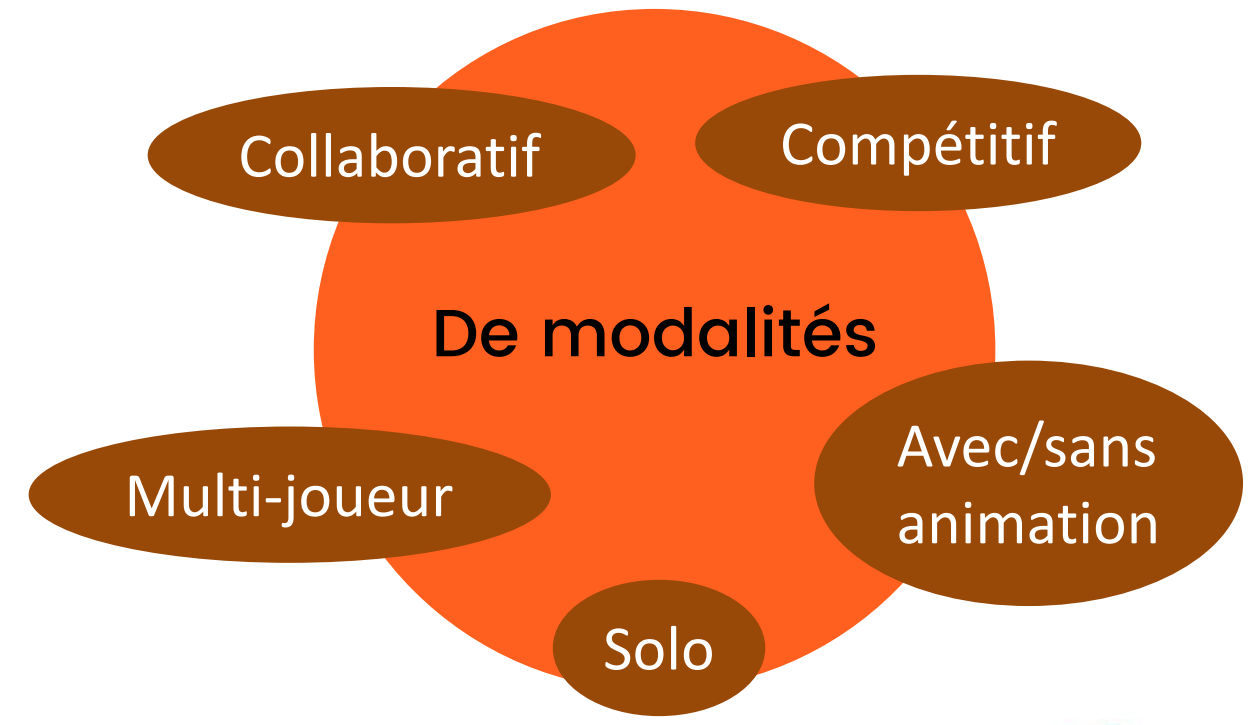 Collaboratif
Compétitif
De modalités
Avec/sans
animation
Multi-joueur
Solo